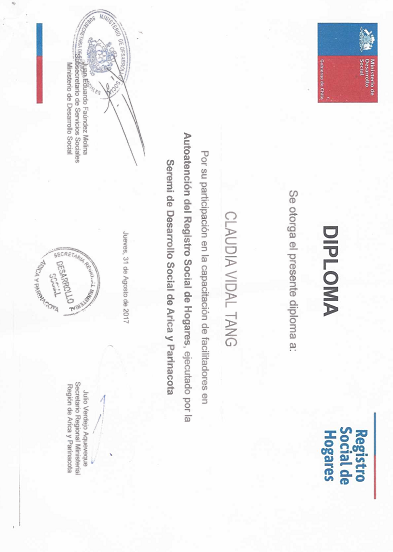 Ministerio de
Desarrollo
Social
Gobierno de Chile
Registro
Social de
Hogares
DIPLOMA
Se otorga el presente diploma a:
CLAUDIA VIDAL TANG
Por su participación en la capacitación de facilitadores en
Autoatención del Registro Social de Hogares, ejecutado por la
Seremi de Desarrollo Social de Arica y Parinacota
Jueves, 31 de Agosto de 2017
Eduardo Faúndez Molina
Subsecretario de Servicios Sociales
Ministerio de Desarrollo Social
DESARROLLO
Julio Verdejo Aqueveque
Secretario Regional Ministerial
Región de Arica y Parinacota